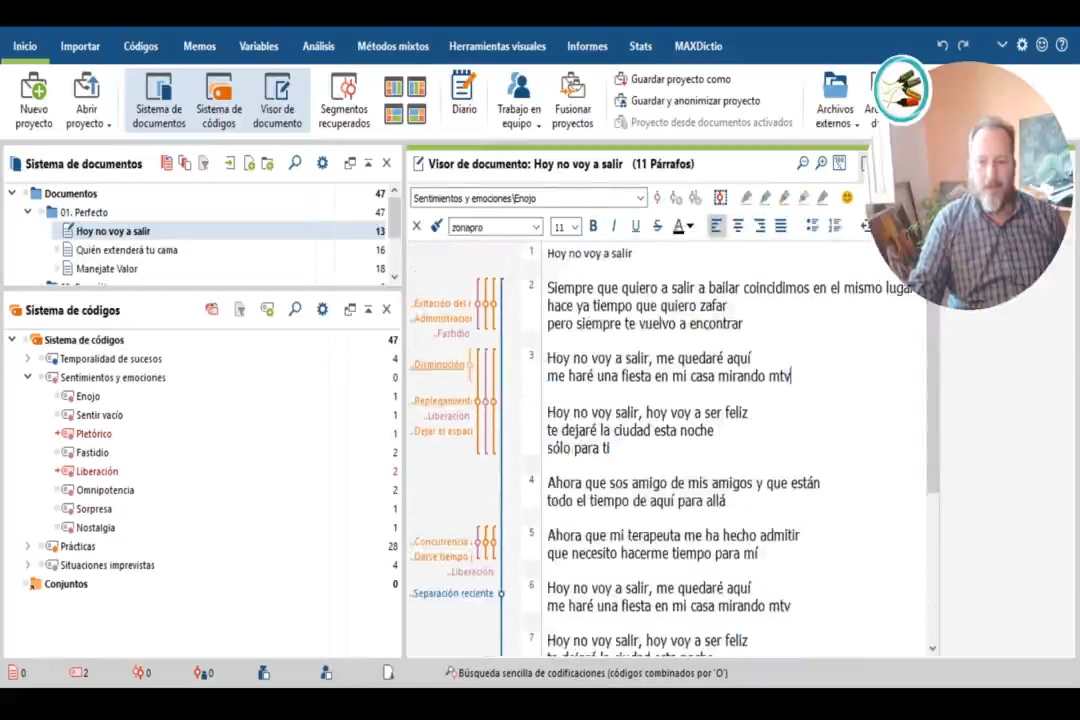 Inicio Importar Códigos Memos Variables Análisis Métodos mixtos Herramientas visuales Informes Stats MAXDictio
Nuevo proyecto
Abrir proyecto
Sistema de documentos
Sistema de códigos
Visor de documento
Segmentos recuperados
Diario
Trabajo en equipo
Fusionar proyectos
Guardar proyecto como
Guardar y anonimizar proyecto
Proyecto desde documentos activados
Archivos externos
Sistema de documentos
Documentos 47
01. Perfecto 47
Hoy no voy a salir 13
Quién extenderá tu cama 16
Manejate Valor 18
Sistema de códigos
Sistema de códigos 47
Temporalidad de sucesos 4
Sentimientos y emociones 0
Enojo 1
Sentir vacío 1
Pletórico 1
Fastidio 2
Liberación 2
Omnipotencia 2
Sorpresa 1
Nostalgia 1
Prácticas 28
Situaciones imprevistas 4
Conjuntos 0
Visor de documento: Hoy no voy a salir (11 Párrafos)
Sentimientos y emociones\Enojo
zonapro 11 B I U S A
1 Hoy no voy a salir
2 Siempre que quiero a salir a bailar coincidimos en el mismo lugar
hace ya tiempo que quiero zafar
pero siempre te vuelvo a encontrar
3 Hoy no voy a salir, me quedaré aquí
me haré una fiesta en mi casa mirando mtv
Hoy no voy salir, hoy voy a ser feliz
te dejaré la ciudad esta noche
sólo para ti
4 Ahora que sos amigo de mis amigos y que están
todo el tiempo de aquí para allá
5 Ahora que mi terapeuta me ha hecho admitir
que necesito hacerme tiempo para mí
6 Hoy no voy a salir, me quedaré aquí
me haré una fiesta en mi casa mirando mtv
7 Hoy no voy salir, hoy voy a ser feliz
..Evitación del
..Administracior
..Fastidio
..Disminución
..Replegamient
..Liberación
..Dejar el espaci
..Concurrencia
..Darse tiempo
..Liberación
..Separación reciente
0 2 0 0
Búsqueda sencilla de codificaciones (códigos combinados por 'O')